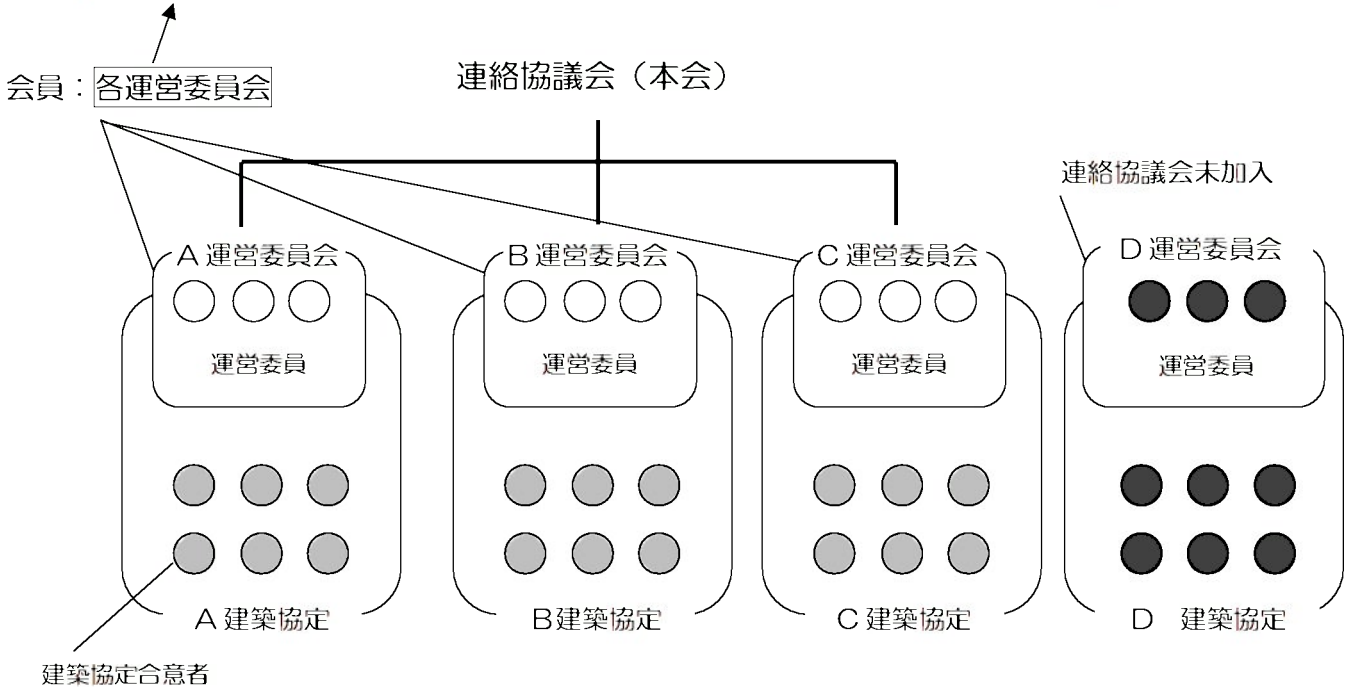 会員：各運営委員会
連絡協議会（本会）
連絡協議会未加入
A 運営委員会
B 運営委員会
C 運営委員会
D 運営委員会
運営委員
運営委員
運営委員
運営委員
A 建築協定
B建築協定
C 建築協定
D　建築協定
建築協定合意者